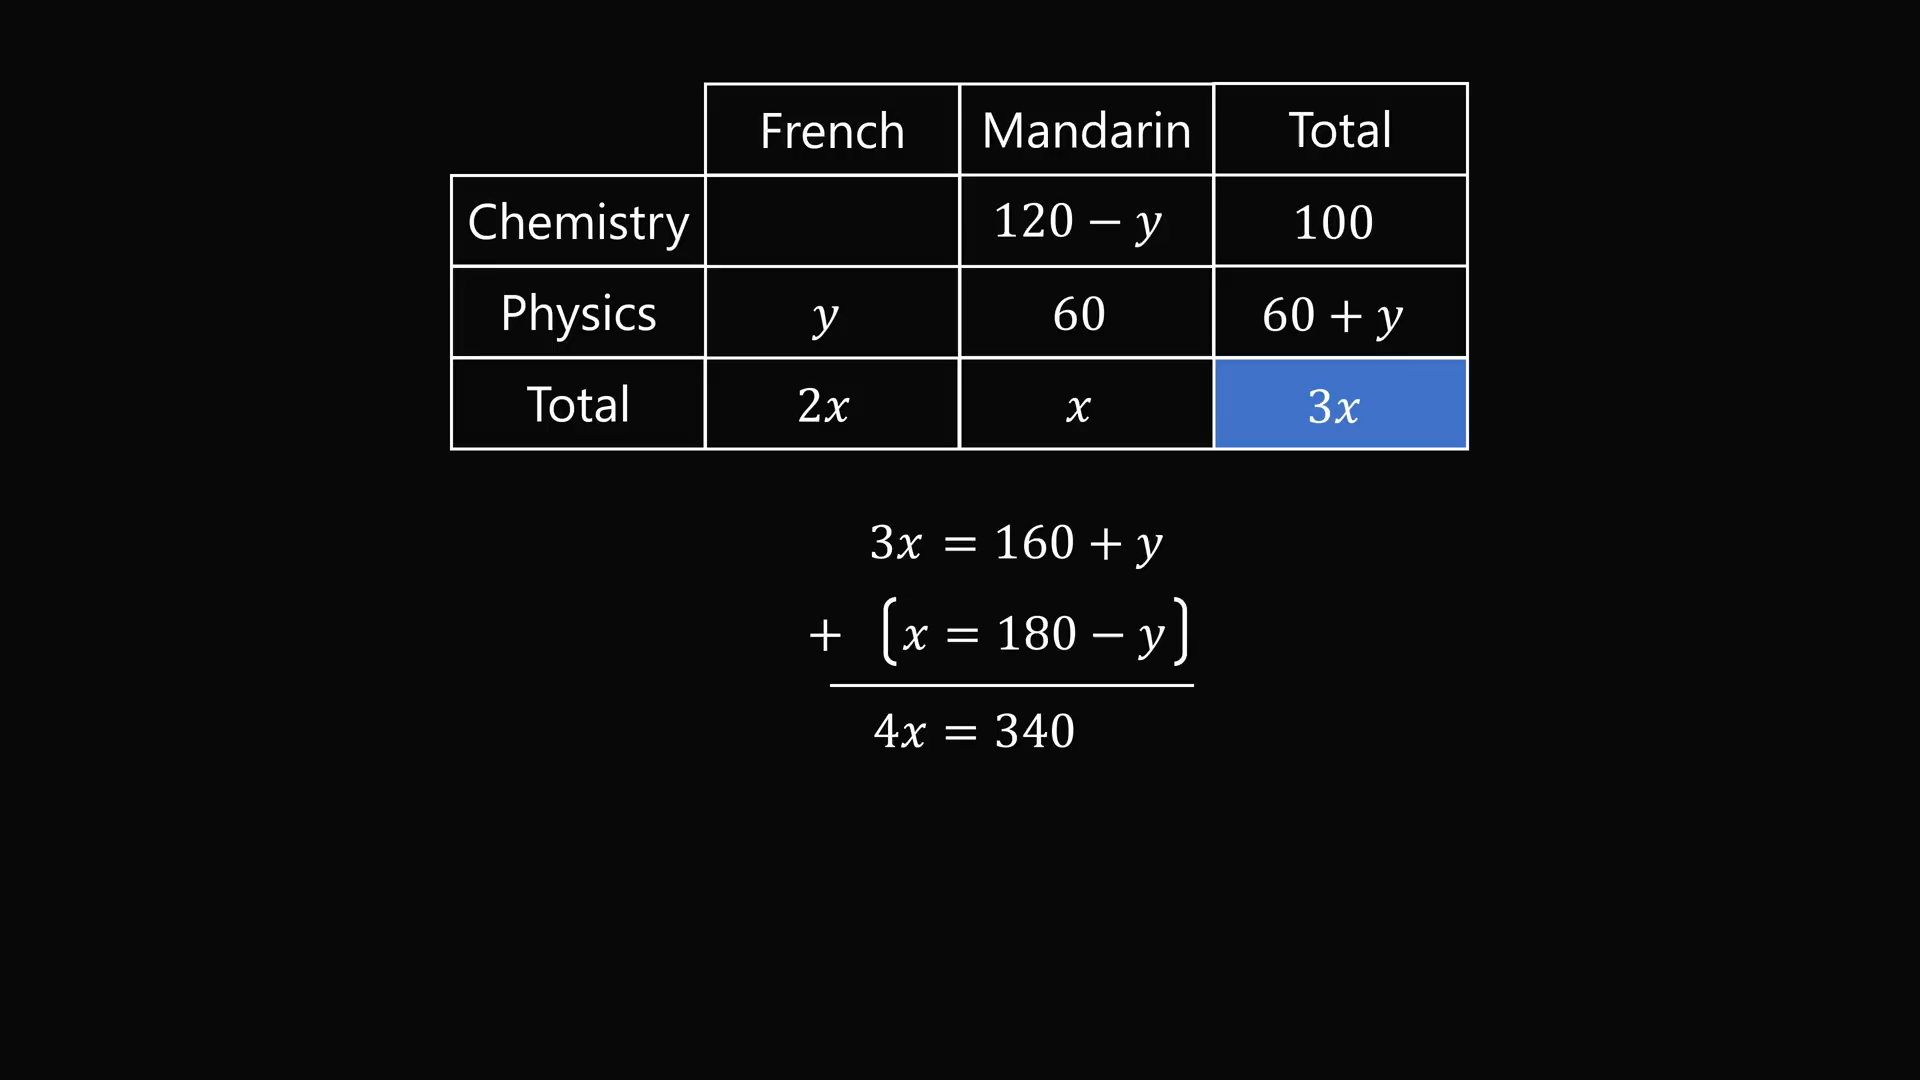 French Mandarin Total
Chemistry 120 − y 100
Physics y 60 60 + y
Total 2x x 3x
3x = 160 + y
+ (x = 180 − y)
4x = 340